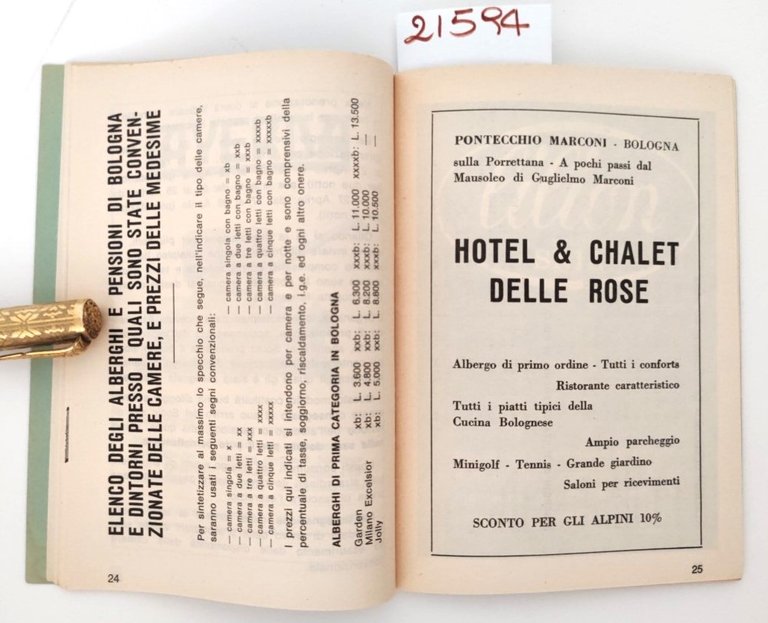 21594
ELENCO DEGLI ALBERGHI E PENSIONI DI BOLOGNA
E DINTORNI PRESSO I QUALI SONO STATE CONVEN-
ZIONATE DELLE CAMERE, E PREZZI DELLE MEDESIME
Per sintetizzare al massimo lo specchio che segue, nell'indicare il tipo delle camere,
saranno usati i seguenti segni convenzionali:
— camera singola = x — camera singola con bagno = xb
— camera a due letti = xx — camera a due letti con bagno = xxb
— camera a tre letti = xxx — camera a tre letti con bagno = xxxb
— camera a quattro letti = xxxx — camera a quattro letti con bagno = xxxxb
— camera a cinque letti = xxxxx — camera a cinque letti con bagno = xxxxxb
I prezzi qui indicati si intendono per camera e per notte e sono comprensivi della
percentuale di tasse, soggiorno, riscaldamento, i.g.e. ed ogni altro onere.
ALBERGHI DI PRIMA CATEGORIA IN BOLOGNA
Garden xb: L. 3.600 xxb: L. 6.300 xxxb: L. 11.000 xxxxb: L. 13.500
Milano Excelsior xb: L. 4.800 xxb: L. 8.200 xxxb: L. 10.000 —
Jolly xb: L. 5.000 xxb: L. 8.800 xxxb: L. 10.500 —
24
PONTECCHIO MARCONI - BOLOGNA
sulla Porrettana - A pochi passi dal
Mausoleo di Guglielmo Marconi
HOTEL & CHALET
DELLE ROSE
Albergo di primo ordine - Tutti i conforts
Ristorante caratteristico
Tutti i piatti tipici della
Cucina Bolognese
Ampio parcheggio
Minigolf - Tennis - Grande giardino
Saloni per ricevimenti
SCONTO PER GLI ALPINI 10%
25